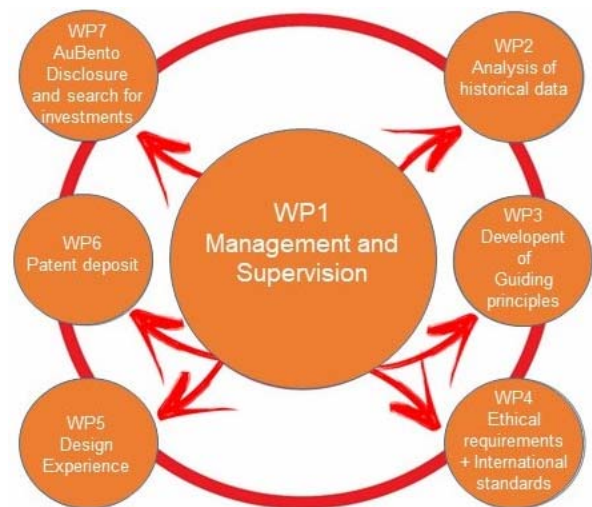 WP1
Management and
Supervision
WP2
Analysis of
historical data
WP3
Developent
of
Guiding
principles
WP4
Ethical
requirements
+ International
standards
WP5
Design
Experience
WP6
Patent deposit
WP7
AuBento
Disclosure
and search for
investments